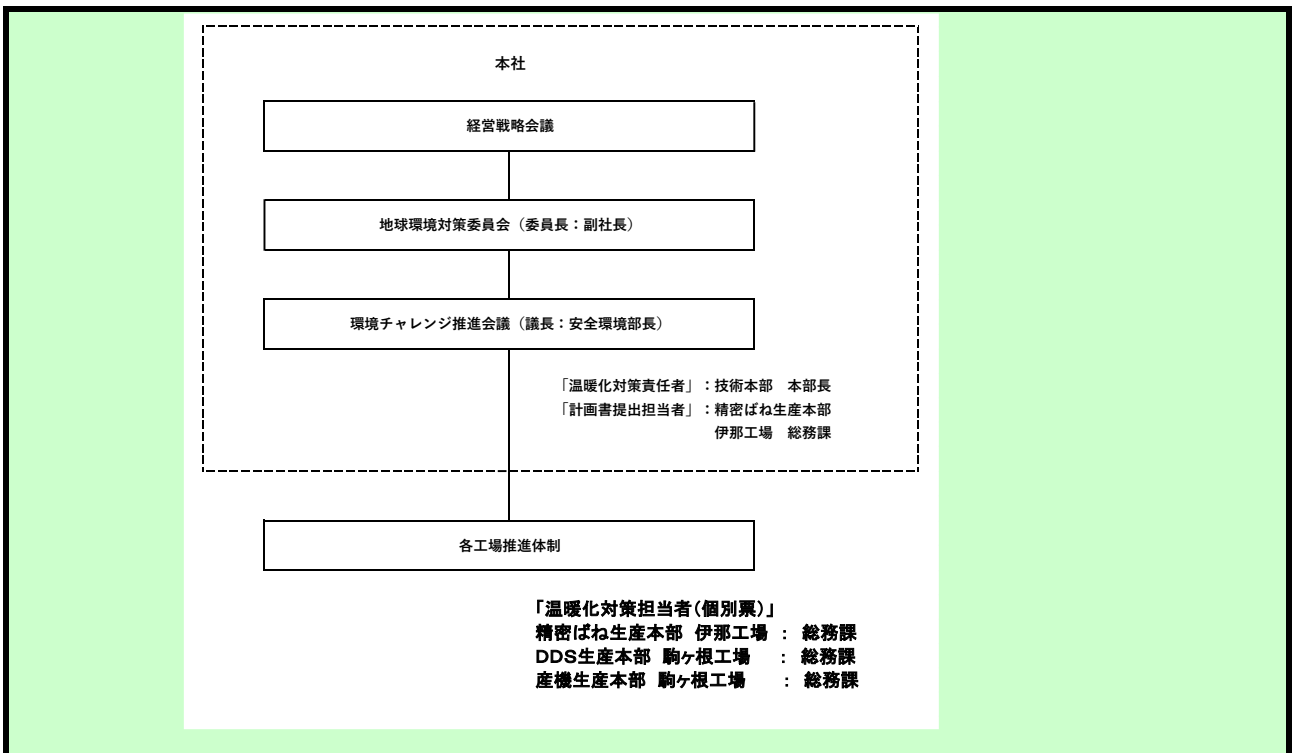 本社
経営戦略会議
地球環境対策委員会（委員長：副社長）
環境チャレンジ推進会議（議長：安全環境部長）
「温暖化対策責任者」：技術本部　本部長
「計画書提出担当者」：精密ばね生産本部
伊那工場　総務課
各工場推進体制
「温暖化対策担当者(個別票)」
精密ばね生産本部 伊那工場 ： 総務課
DDS生産本部 駒ヶ根工場 ： 総務課
産機生産本部 駒ヶ根工場 ： 総務課